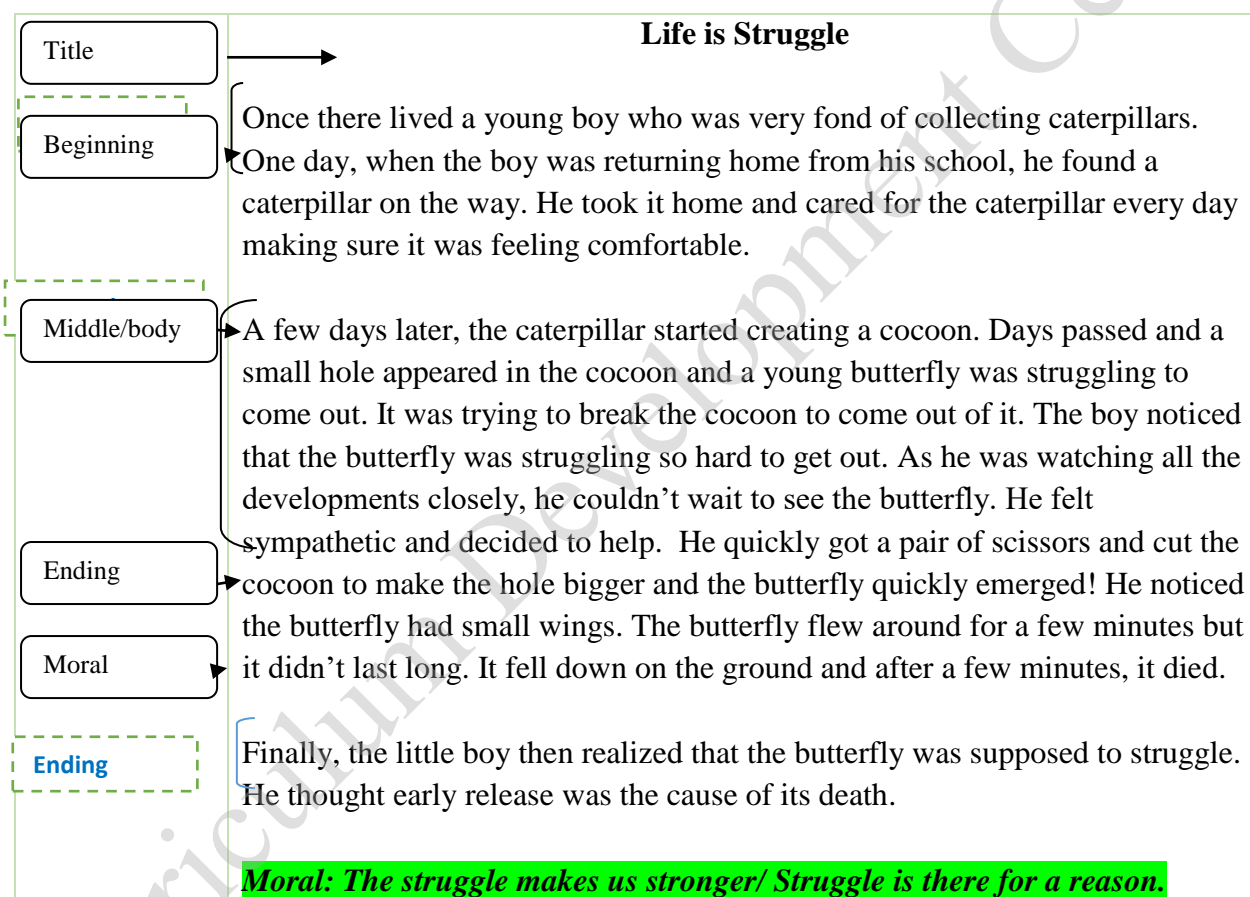 Life is Struggle
Title
Beginning
Once there lived a young boy who was very fond of collecting caterpillars.
One day, when the boy was returning home from his school, he found a
caterpillar on the way. He took it home and cared for the caterpillar every day
making sure it was feeling comfortable.
Middle/body
A few days later, the caterpillar started creating a cocoon. Days passed and a
small hole appeared in the cocoon and a young butterfly was struggling to
come out. It was trying to break the cocoon to come out of it. The boy noticed
that the butterfly was struggling so hard to get out. As he was watching all the
developments closely, he couldn’t wait to see the butterfly. He felt
sympathetic and decided to help.  He quickly got a pair of scissors and cut the
Ending
cocoon to make the hole bigger and the butterfly quickly emerged! He noticed
the butterfly had small wings. The butterfly flew around for a few minutes but
Moral
it didn’t last long. It fell down on the ground and after a few minutes, it died.
Ending
Finally, the little boy then realized that the butterfly was supposed to struggle.
He thought early release was the cause of its death.
Moral: The struggle makes us stronger/ Struggle is there for a reason.
riculum Development Ce